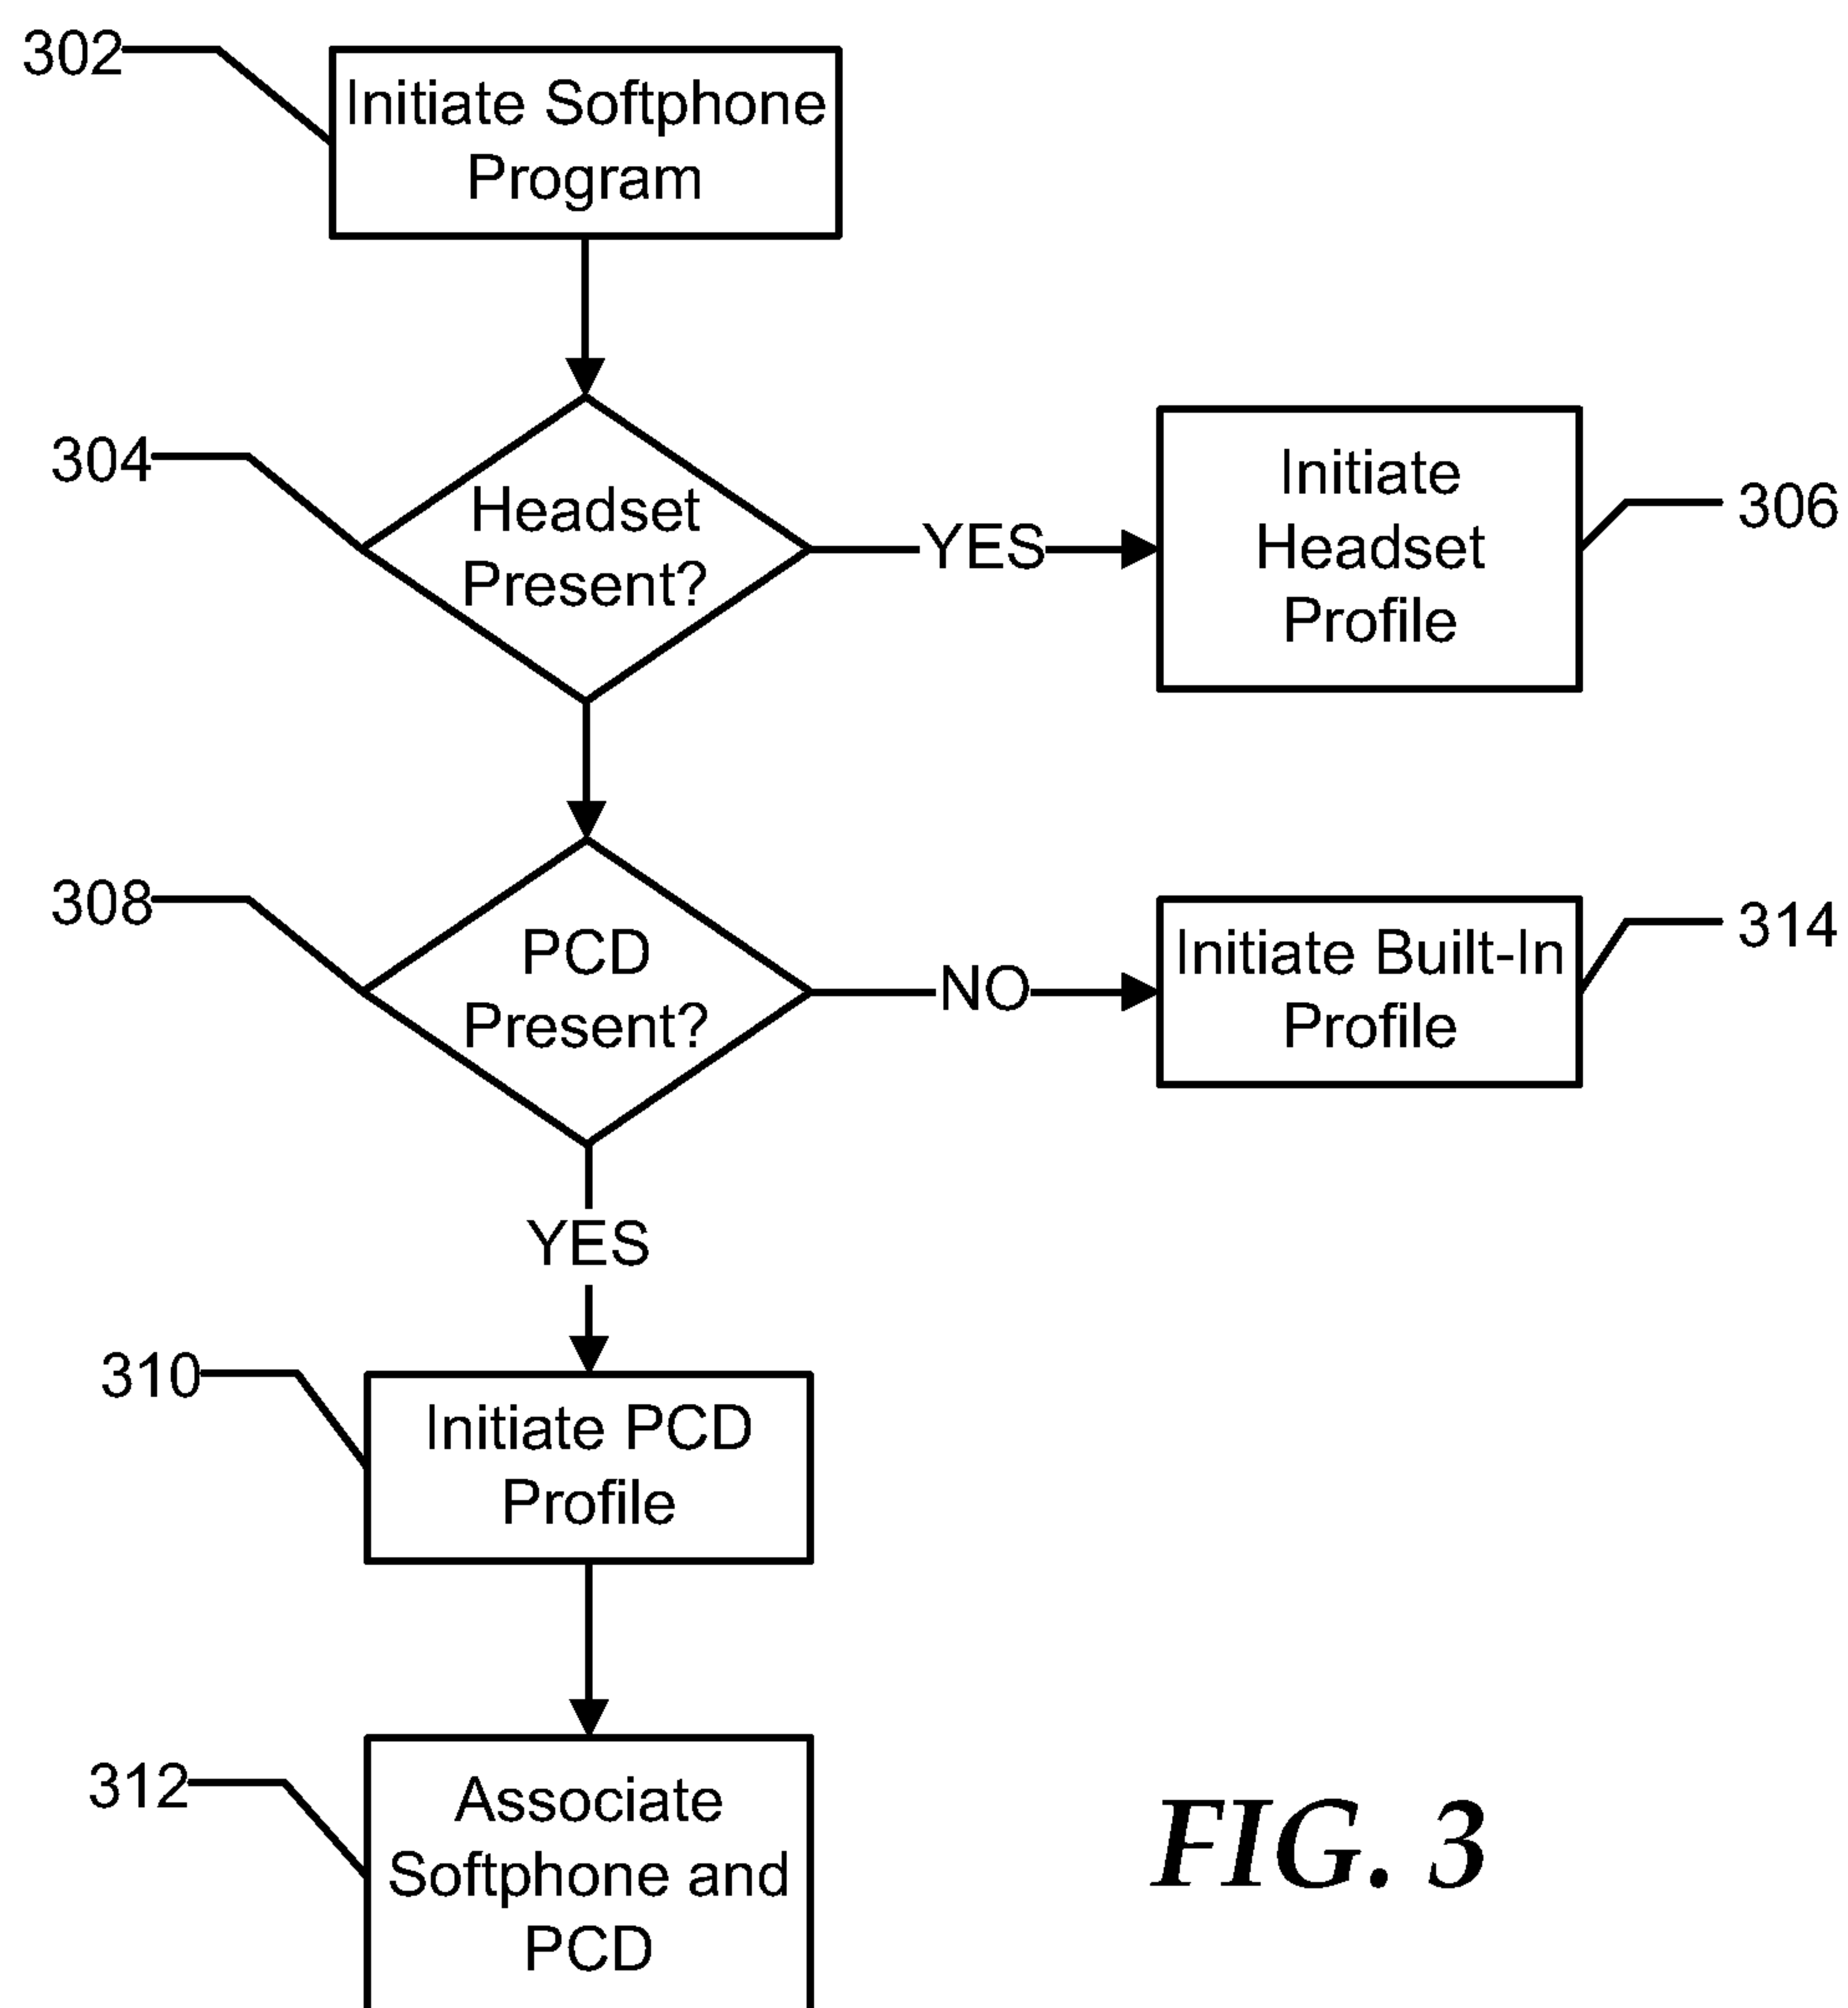 302
Initiate Softphone
Program
304
Headset
Present?
YES
Initiate
Headset
Profile
306
308
PCD
Present?
NO
Initiate Built-In
Profile
314
YES
310
Initiate PCD
Profile
312
Associate
Softphone and
PCD
FIG. 3